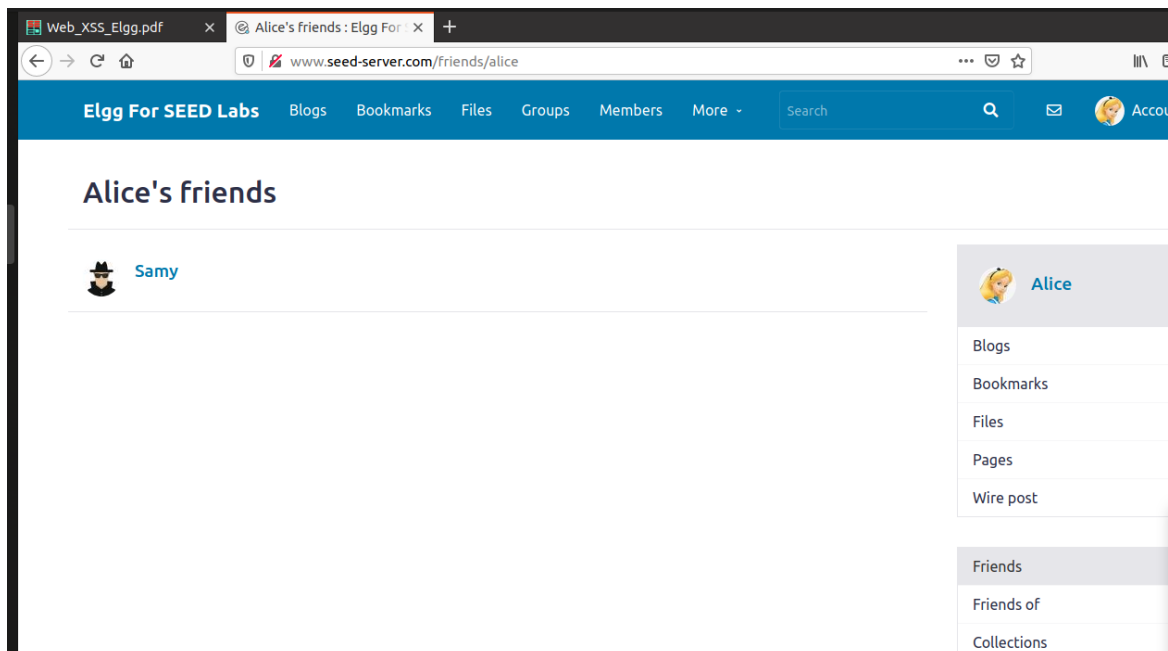 Web_XSS_Elgg.pdf
Alice's friends : Elgg For
www.seed-server.com/friends/alice
Elgg For SEED Labs Blogs Bookmarks Files Groups Members More Search Accou
Alice's friends
Samy
Alice
Blogs
Bookmarks
Files
Pages
Wire post
Friends
Friends of
Collections